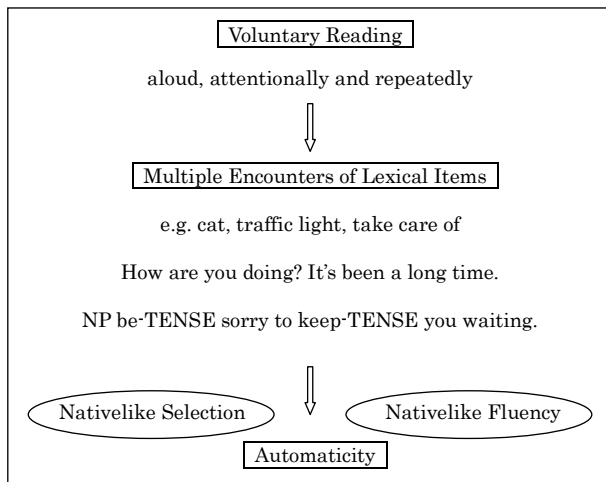 Voluntary Reading
aloud, attentionally and repeatedly
Multiple Encounters of Lexical Items
e.g. cat, traffic light, take care of
How are you doing? It's been a long time.
NP be-TENSE sorry to keep-TENSE you waiting.
Nativelike Selection
Nativelike Fluency
Automaticity